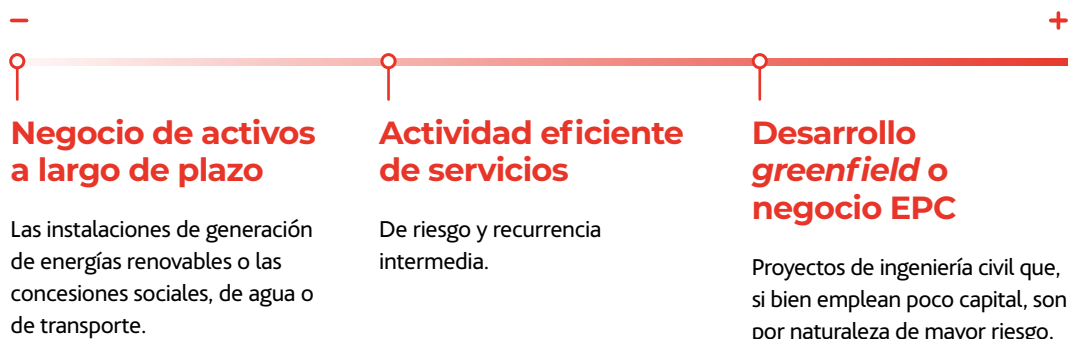 − +
Negocio de activos
a largo de plazo
Las instalaciones de generación
de energías renovables o las
concesiones sociales, de agua o
de transporte.
Actividad eficiente
de servicios
De riesgo y recurrencia
intermedia.
Desarrollo
greenfield o
negocio EPC
Proyectos de ingeniería civil que,
si bien emplean poco capital, son
por naturaleza de mayor riesgo.